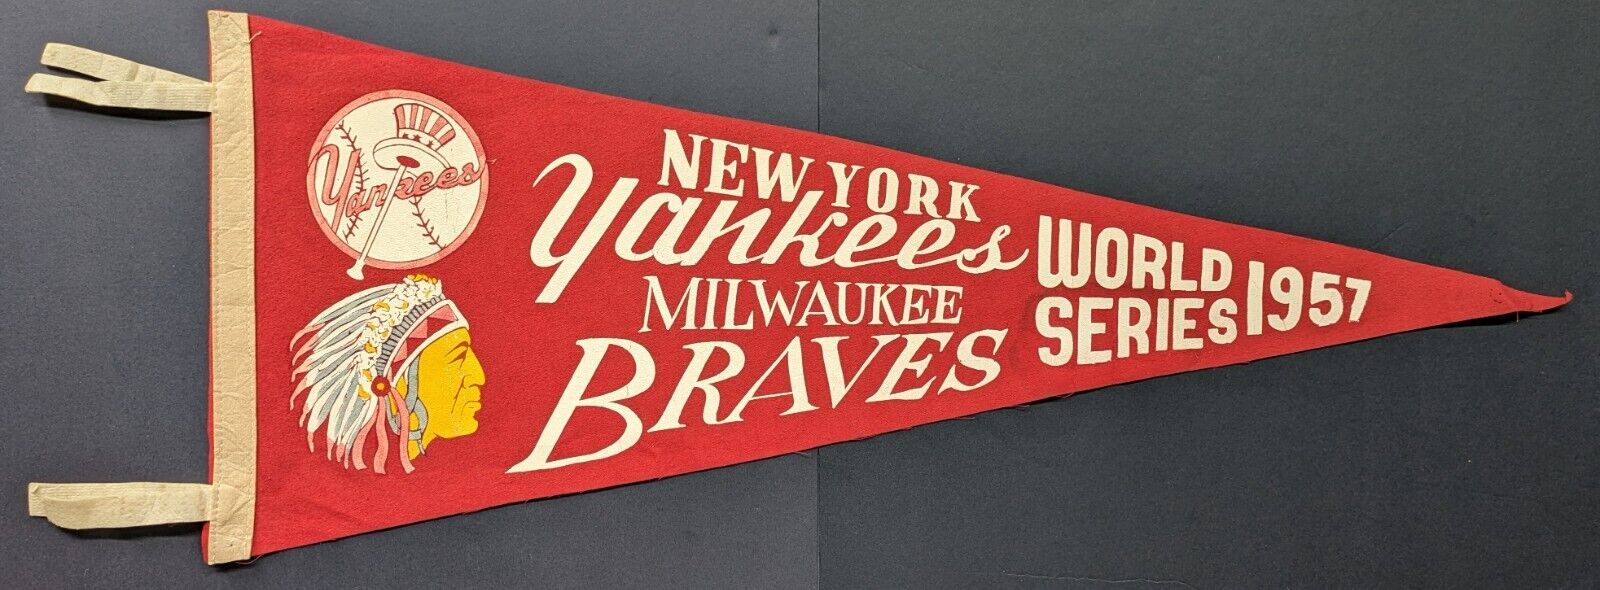 Yankees
NEW YORK
Yankees
MILWAUKEE
BRAVES
WORLD
SERIES
1957